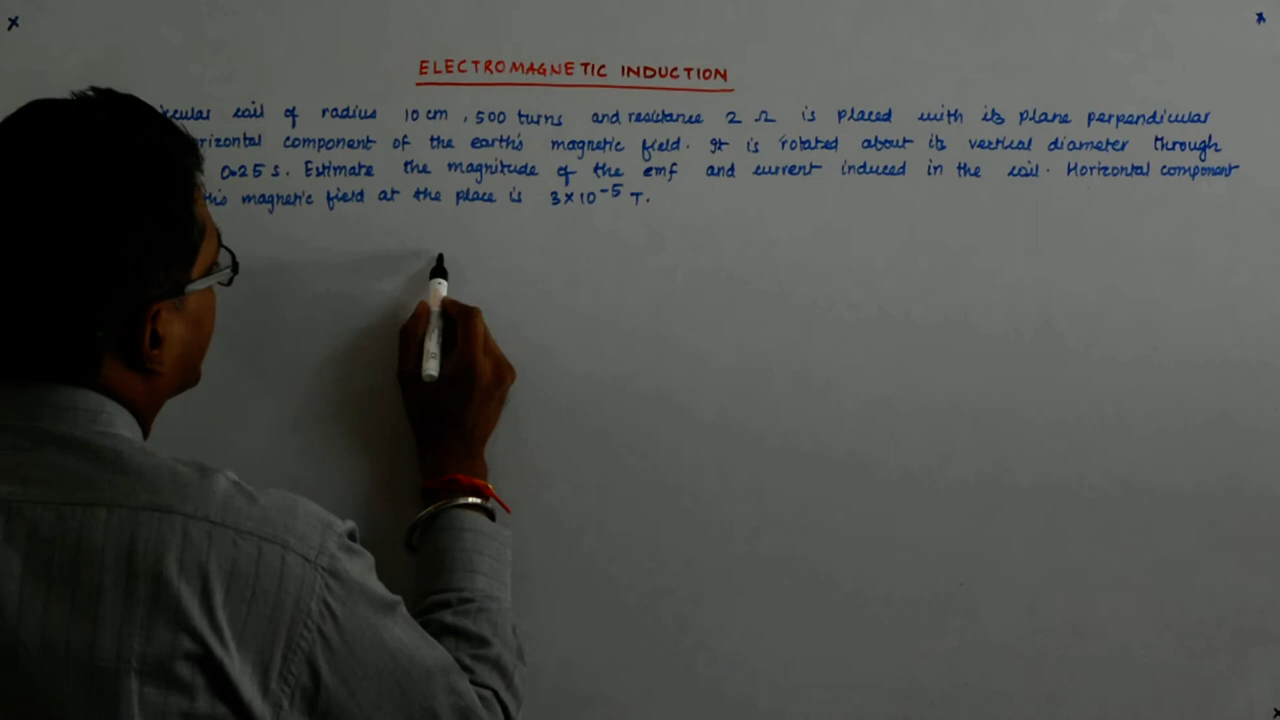 ELECTROMAGNETIC INDUCTION
coil of radius 10 cm , 500 turns and resistance 2 Ω is placed with its plane perpendicular
component of the earth's magnetic field. It is rotated about its vertical diameter through
0.25 s. Estimate the magnitude of the emf and current induced in the coil. Horizontal component
magnetic field at the place is 3×10⁻⁵ T.